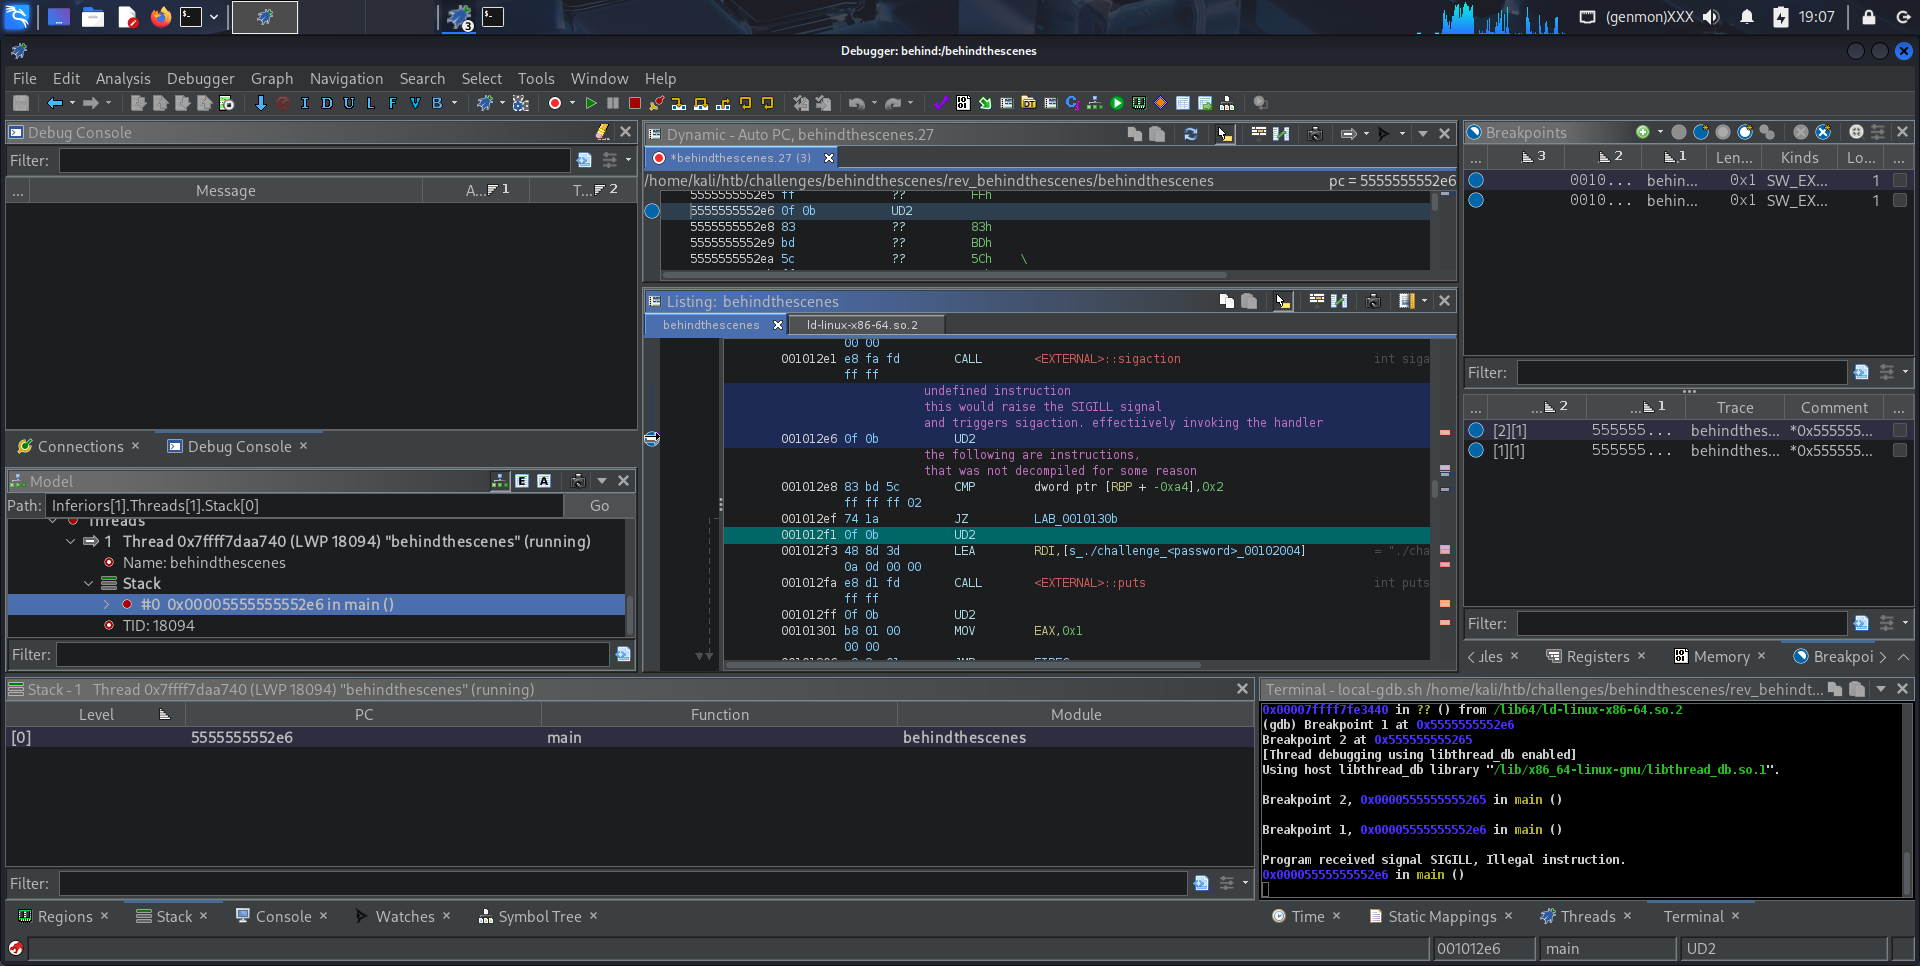 (genmon)XXX 19:07
3
Debugger: behind:/behindthescenes
File Edit Analysis Debugger Graph Navigation Search Select Tools Window Help
I D U L F V B
Debug Console
Filter:
... Message A... 1 T... 2
Connections × Debug Console ×
Model
E A
Path: Inferiors[1].Threads[1].Stack[0] Go
Threads
1 Thread 0x7ffff7daa740 (LWP 18094) "behindthescenes" (running)
Name: behindthescenes
Stack
#0 0x00005555555552e6 in main ()
TID: 18094
Filter:
Dynamic - Auto PC, behindthescenes.27
*behindthescenes.27 (3)
/home/kali/htb/challenges/behindthescenes/rev_behindthescenes/behindthescenes pc = 5555555552e6
5555555552e5 ff ?? FFh
5555555552e6 0f 0b UD2
5555555552e8 83 ?? 83h
5555555552e9 bd ?? BDh
5555555552ea 5c ?? 5Ch \
Listing: behindthescenes
behindthescenes ld-linux-x86-64.so.2
00 00
001012e1 e8 fa fd CALL <EXTERNAL>::sigaction int siga
ff ff
undefined instruction
this would raise the SIGILL signal
and triggers sigaction. effectiively invoking the handler
001012e6 0f 0b UD2
the following are instructions,
that was not decompiled for some reason
001012e8 83 bd 5c CMP dword ptr [RBP + -0xa4],0x2
ff ff ff 02
001012ef 74 1a JZ LAB_0010130b
001012f1 0f 0b UD2
001012f3 48 8d 3d LEA RDI,[s_./challenge_<password>_00102004] = "./cha
0a 0d 00 00
001012fa e8 d1 fd CALL <EXTERNAL>::puts int puts
ff ff
001012ff 0f 0b UD2
00101301 b8 01 00 MOV EAX,0x1
00 00
Breakpoints
... 3 2 1 Len... Kinds Lo... ...
0010... behin... 0x1 SW_EX... 1
0010... behin... 0x1 SW_EX... 1
Filter:
... ... 2 ... 1 Trace Comment ...
[2][1] 555555... behindthes... *0x555555...
[1][1] 555555... behindthes... *0x555555...
Filter:
ules × Registers × Memory × Breakpoi
Stack - 1 Thread 0x7ffff7daa740 (LWP 18094) "behindthescenes" (running)
Level PC Function Module
[0] 5555555552e6 main behindthescenes
Filter:
Regions × Stack × Console × Watches × Symbol Tree ×
Terminal - local-gdb.sh /home/kali/htb/challenges/behindthescenes/rev_behindt...
0x00007ffff7fe3440 in ?? () from /lib64/ld-linux-x86-64.so.2
(gdb) Breakpoint 1 at 0x5555555552e6
Breakpoint 2 at 0x555555555265
[Thread debugging using libthread_db enabled]
Using host libthread_db library "/lib/x86_64-linux-gnu/libthread_db.so.1".
Breakpoint 2, 0x0000555555555265 in main ()
Breakpoint 1, 0x00005555555552e6 in main ()
Program received signal SIGILL, Illegal instruction.
0x00005555555552e6 in main ()
Time × Static Mappings × Threads × Terminal ×
001012e6 main UD2